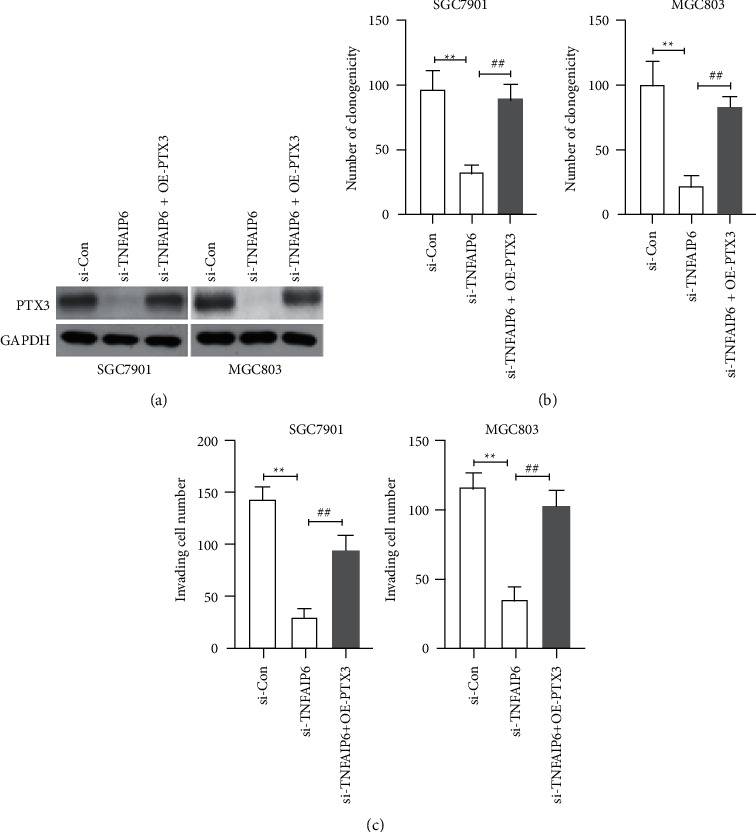 si-Con
si-TNFAIP6
si-TNFAIP6 + OE-PTX3
si-Con
si-TNFAIP6
si-TNFAIP6 + OE-PTX3
PTX3
GAPDH
SGC7901
MGC803
(a)
SGC7901
Number of clonogenicity
150
100
50
0
**
##
si-Con
si-TNFAIP6
si-TNFAIP6 + OE-PTX3
MGC803
Number of clonogenicity
150
100
50
0
**
##
si-Con
si-TNFAIP6
si-TNFAIP6 + OE-PTX3
(b)
SGC7901
Invading cell number
200
150
100
50
0
**
##
si-Con
si-TNFAIP6
si-TNFAIP6+OE-PTX3
MGC803
Invading cell number
150
100
50
0
**
##
si-Con
si-TNFAIP6
si-TNFAIP6+OE-PTX3
(c)